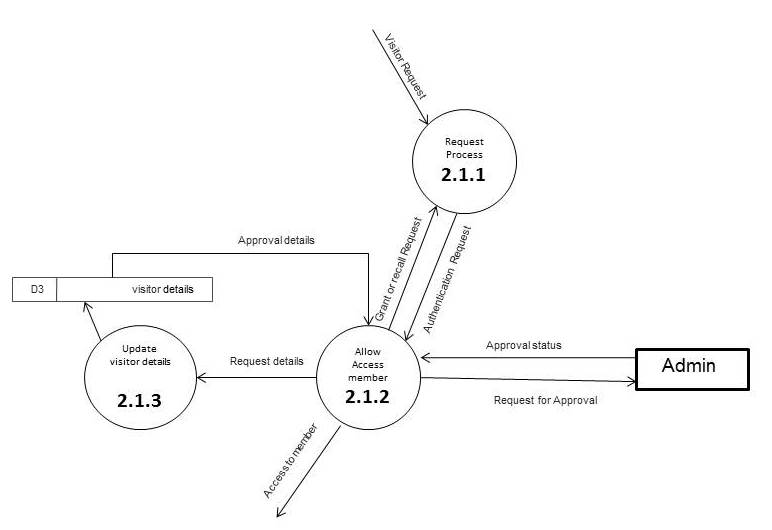 Visitor Request
Request
Process
2.1.1
Grant or recall Request
Authentication Request
Approval details
D3
visitor details
Update
visitor details
2.1.3
Request details
Allow
Access
member
2.1.2
Approval status
Admin
Request for Approval
Access to member